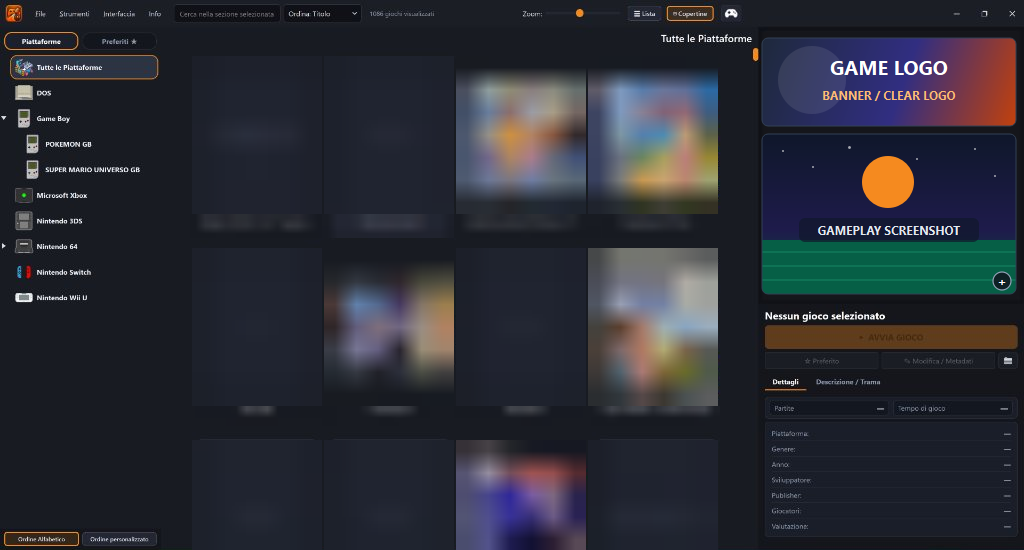 File Strumenti Interfaccia Info
Cerca nella sezione selezionata
Ordina: Titolo
1086 giochi visualizzati
Zoom:
Lista
Copertine
Piattaforme
Preferiti ★
Tutte le Piattaforme
DOS
Game Boy
POKEMON GB
SUPER MARIO UNIVERSO GB
Microsoft Xbox
Nintendo 3DS
Nintendo 64
Nintendo Switch
Nintendo Wii U
Ordine Alfabetico
Ordine personalizzato
Tutte le Piattaforme
GAME LOGO
BANNER / CLEAR LOGO
GAMEPLAY SCREENSHOT
+
Nessun gioco selezionato
AVVIA GIOCO
☆ Preferito
✎ Modifica / Metadati
Dettagli
Descrizione / Trama
Partite —
Tempo di gioco —
Piattaforma: —
Genere: —
Anno: —
Sviluppatore: —
Publisher: —
Giocatori: —
Valutazione: —